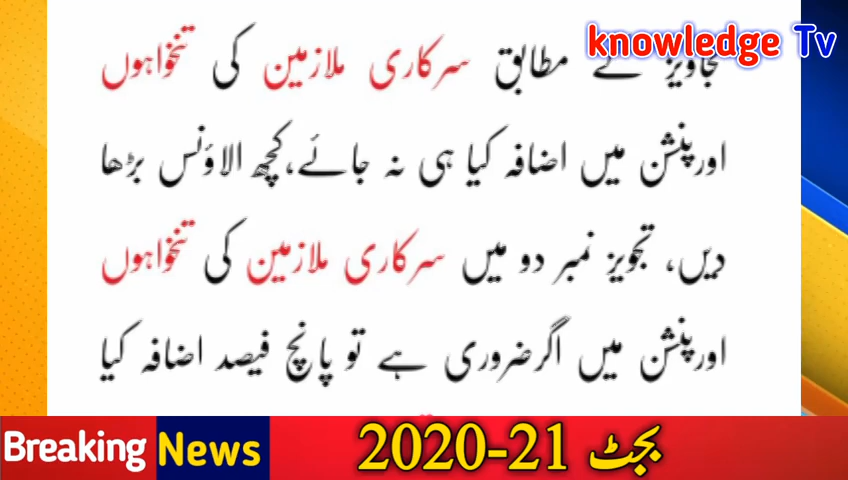 knowledge Tv
تجاویز کے مطابق سرکاری ملازمین کی تنخواہوں
اورپنشن میں اضافہ کیا ہی نہ جائے،کچھ الاؤنس بڑھا
دیں، تجویز نمبر دو میں سرکاری ملازمین کی تنخواہوں
اورپنشن میں اگرضروری ہے تو پانچ فیصد اضافہ کیا
Breaking News
بجٹ 2020-21